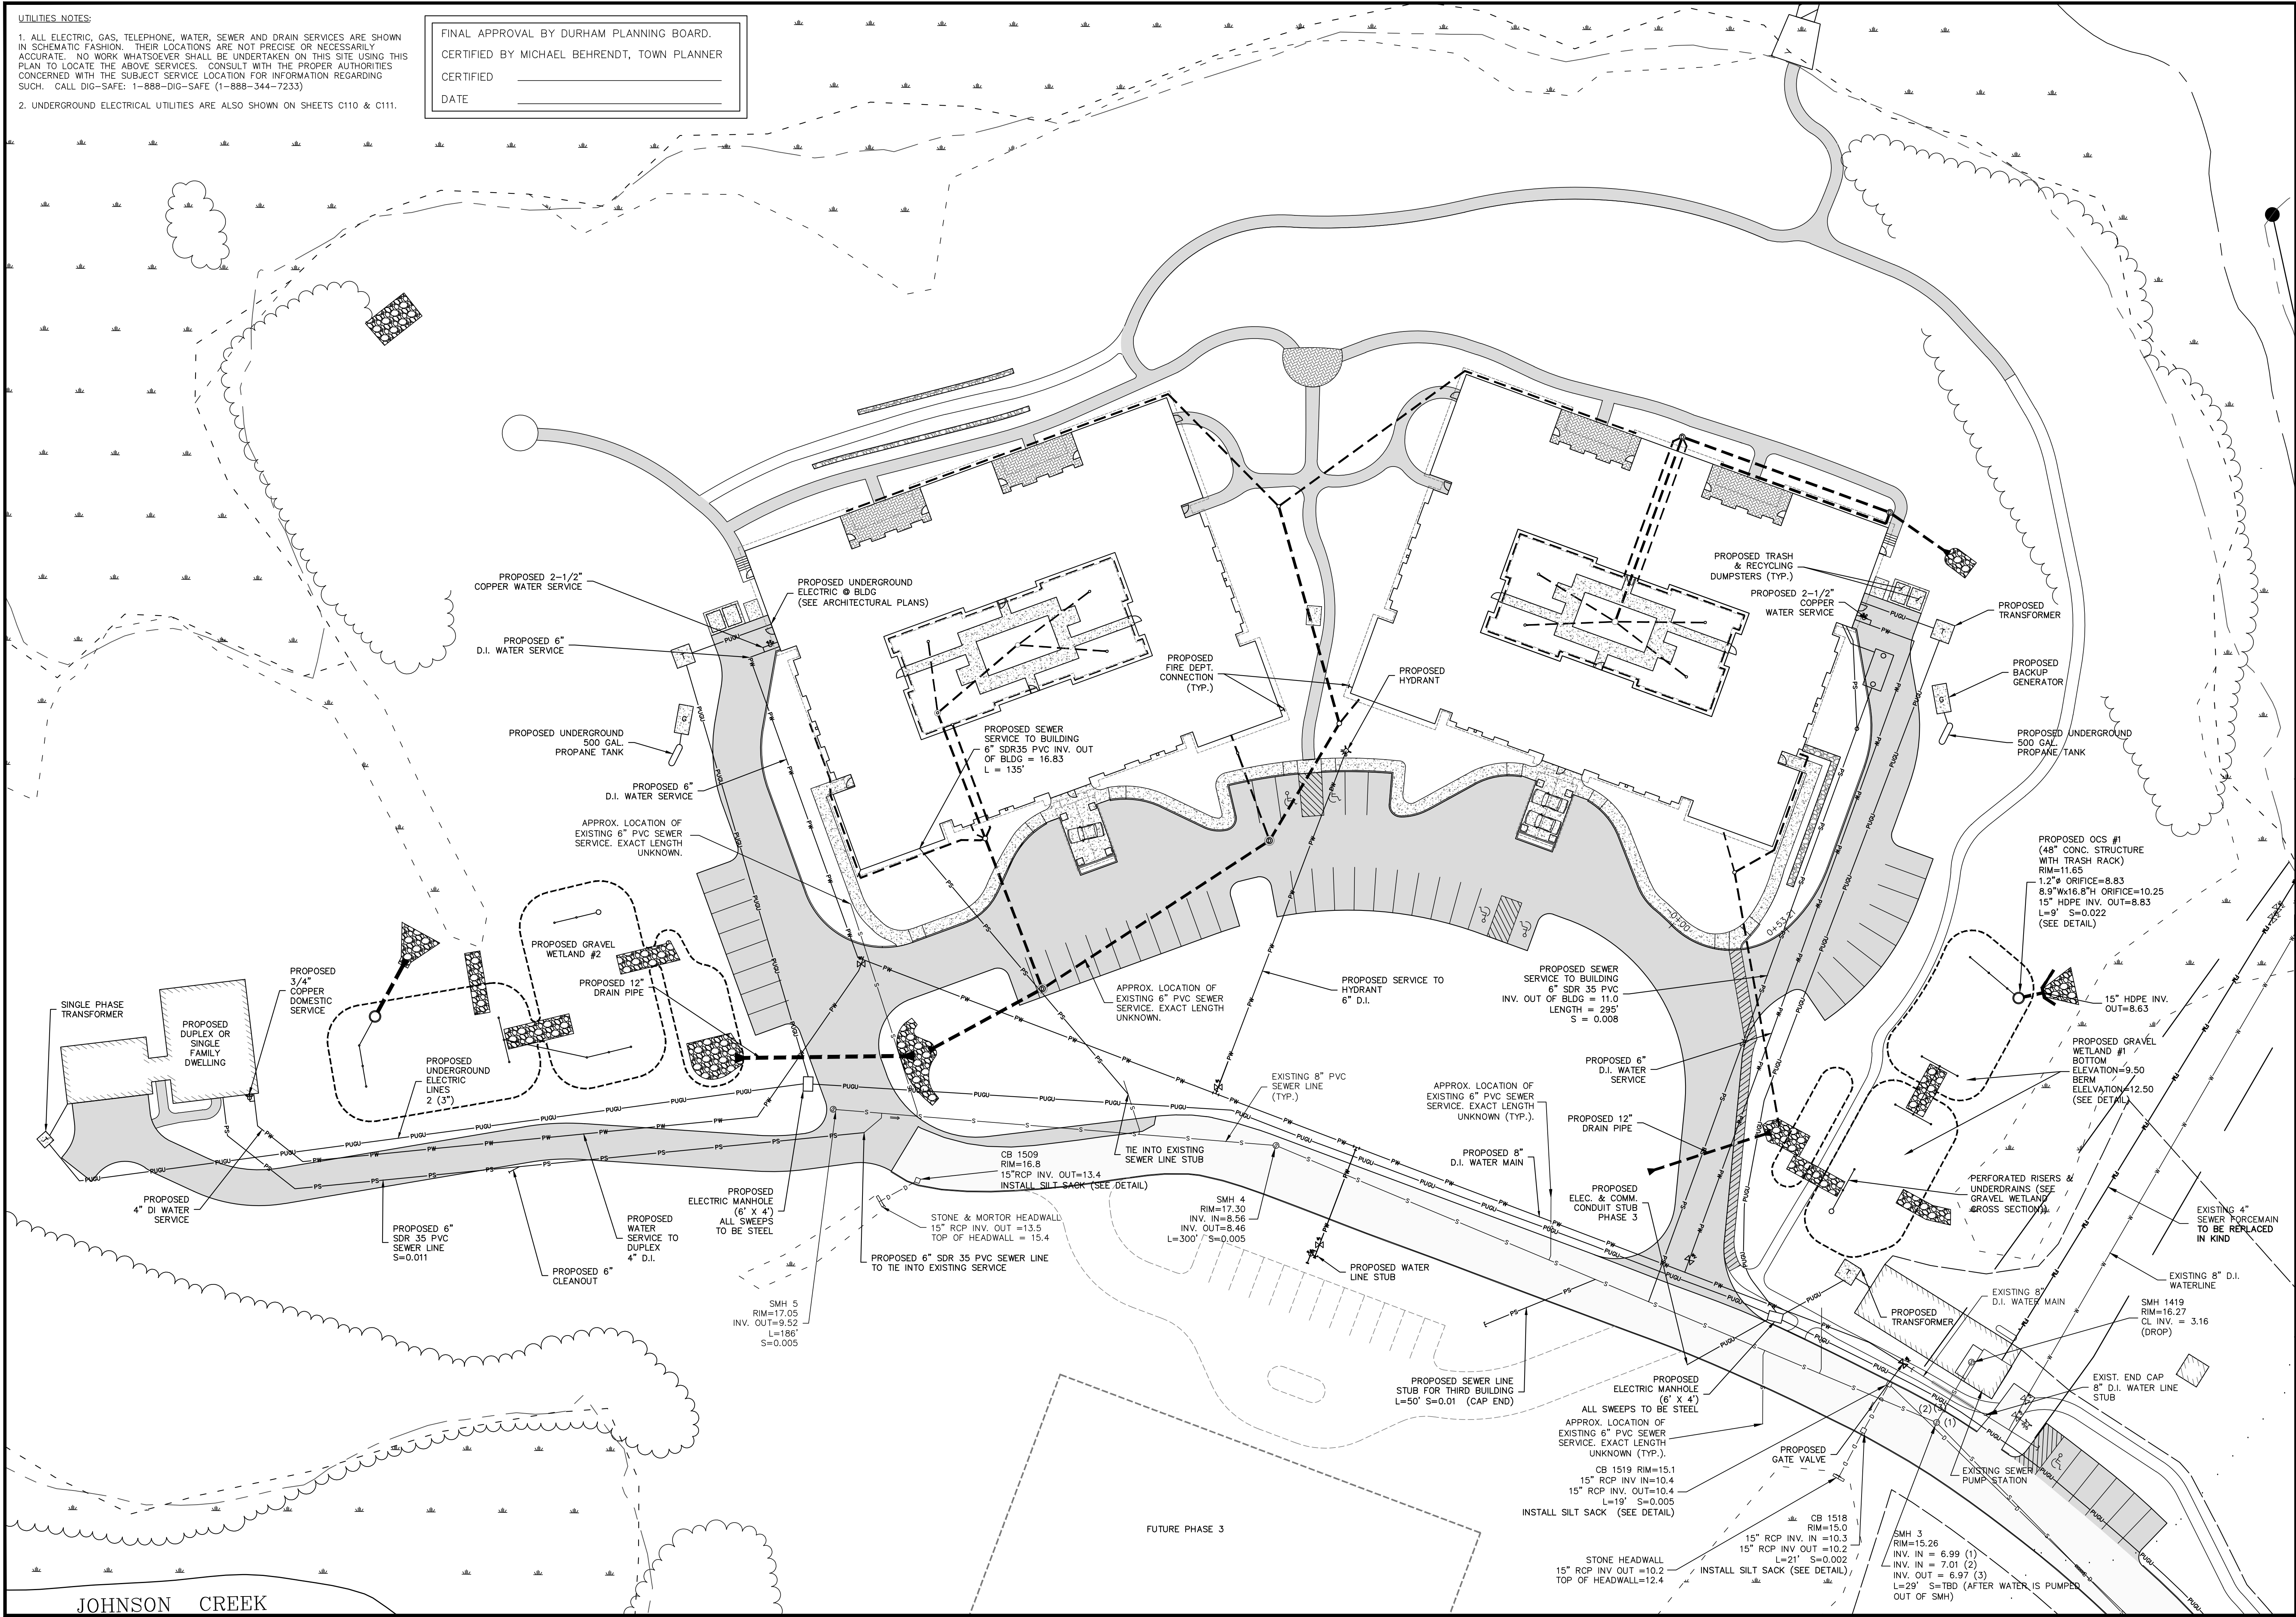 UTILITIES NOTES:
1. ALL ELECTRIC, GAS, TELEPHONE, WATER, SEWER AND DRAIN SERVICES ARE SHOWN
IN SCHEMATIC FASHION. THEIR LOCATIONS ARE NOT PRECISE OR NECESSARILY
ACCURATE. NO WORK WHATSOEVER SHALL BE UNDERTAKEN ON THIS SITE USING THIS
PLAN TO LOCATE THE ABOVE SERVICES. CONSULT WITH THE PROPER AUTHORITIES
CONCERNED WITH THE SUBJECT SERVICE LOCATION FOR INFORMATION REGARDING
SUCH. CALL DIG-SAFE: 1-888-DIG-SAFE (1-888-344-7233)
2. UNDERGROUND ELECTRICAL UTILITIES ARE ALSO SHOWN ON SHEETS C110 & C111.
FINAL APPROVAL BY DURHAM PLANNING BOARD.
CERTIFIED BY MICHAEL BEHRENDT, TOWN PLANNER
CERTIFIED
DATE
PROPOSED 2-1/2"
COPPER WATER SERVICE
PROPOSED UNDERGROUND
ELECTRIC @ BLDG
(SEE ARCHITECTURAL PLANS)
PROPOSED 6"
D.I. WATER SERVICE
PROPOSED UNDERGROUND
500 GAL.
PROPANE TANK
PROPOSED 6"
D.I. WATER SERVICE
APPROX. LOCATION OF
EXISTING 6" PVC SEWER
SERVICE. EXACT LENGTH
UNKNOWN.
PROPOSED SEWER
SERVICE TO BUILDING
6" SDR35 PVC INV. OUT
OF BLDG = 16.83
L = 135'
PROPOSED
FIRE DEPT.
CONNECTION
(TYP.)
PROPOSED
HYDRANT
PROPOSED TRASH
& RECYCLING
DUMPSTERS (TYP.)
PROPOSED 2-1/2"
COPPER
WATER SERVICE
PROPOSED
TRANSFORMER
PROPOSED
BACKUP
GENERATOR
PROPOSED UNDERGROUND
500 GAL.
PROPANE TANK
PROPOSED OCS #1
(48" CONC. STRUCTURE
WITH TRASH RACK)
RIM=11.65
1.2"ø ORIFICE=8.83
8.9"Wx16.8"H ORIFICE=10.25
15" HDPE INV. OUT=8.83
L=9' S=0.022
(SEE DETAIL)
15" HDPE INV.
OUT=8.63
PROPOSED GRAVEL
WETLAND #1
BOTTOM
ELEVATION=9.50
BERM
ELELVATION=12.50
(SEE DETAIL)
PERFORATED RISERS &
UNDERDRAINS (SEE
GRAVEL WETLAND
CROSS SECTION)
EXISTING 4"
SEWER FORCEMAIN
TO BE REPLACED
IN KIND
EXISTING 8" D.I.
WATERLINE
SMH 1419
RIM=16.27
CL INV. = 3.16
(DROP)
EXIST. END CAP
8" D.I. WATER LINE
STUB
EXISTING 8"
D.I. WATER MAIN
PROPOSED
TRANSFORMER
SINGLE PHASE
TRANSFORMER
PROPOSED
DUPLEX OR
SINGLE
FAMILY
DWELLING
PROPOSED
3/4"
COPPER
DOMESTIC
SERVICE
PROPOSED GRAVEL
WETLAND #2
PROPOSED 12"
DRAIN PIPE
PROPOSED
UNDERGROUND
ELECTRIC
LINES
2 (3")
PROPOSED
4" DI WATER
SERVICE
PROPOSED 6"
SDR 35 PVC
SEWER LINE
S=0.011
PROPOSED 6"
CLEANOUT
PROPOSED
WATER
SERVICE TO
DUPLEX
4" D.I.
PROPOSED
ELECTRIC MANHOLE
(6' X 4')
ALL SWEEPS
TO BE STEEL
SMH 5
RIM=17.05
INV. OUT=9.52
L=186'
S=0.005
PROPOSED 6" SDR 35 PVC SEWER LINE
TO TIE INTO EXISTING SERVICE
STONE & MORTOR HEADWALL
15" RCP INV. OUT =13.5
TOP OF HEADWALL = 15.4
CB 1509
RIM=16.8
15"RCP INV. OUT=13.4
INSTALL SILT SACK (SEE DETAIL)
TIE INTO EXISTING
SEWER LINE STUB
APPROX. LOCATION OF
EXISTING 6" PVC SEWER
SERVICE. EXACT LENGTH
UNKNOWN.
EXISTING 8" PVC
SEWER LINE
(TYP.)
SMH 4
RIM=17.30
INV. IN=8.56
INV. OUT=8.46
L=300' S=0.005
PROPOSED SERVICE TO
HYDRANT
6" D.I.
PROPOSED WATER
LINE STUB
APPROX. LOCATION OF
EXISTING 6" PVC SEWER
SERVICE. EXACT LENGTH
UNKNOWN (TYP.).
PROPOSED 8"
D.I. WATER MAIN
PROPOSED SEWER
SERVICE TO BUILDING
6" SDR 35 PVC
INV. OUT OF BLDG = 11.0
LENGTH = 295'
S = 0.008
0+00
0+53.21
PROPOSED 6"
D.I. WATER
SERVICE
PROPOSED 12"
DRAIN PIPE
PROPOSED
ELEC. & COMM.
CONDUIT STUB
PHASE 3
PROPOSED SEWER LINE
STUB FOR THIRD BUILDING
L=50' S=0.01 (CAP END)
PROPOSED
ELECTRIC MANHOLE
(6' X 4')
ALL SWEEPS TO BE STEEL
APPROX. LOCATION OF
EXISTING 6" PVC SEWER
SERVICE. EXACT LENGTH
UNKNOWN (TYP.).
CB 1519 RIM=15.1
15" RCP INV IN=10.4
15" RCP INV. OUT=10.4
L=19' S=0.005
INSTALL SILT SACK (SEE DETAIL)
PROPOSED
GATE VALVE
EXISTING SEWER
PUMP STATION
CB 1518
RIM=15.0
15" RCP INV. IN =10.3
15" RCP INV OUT =10.2
L=21' S=0.002
INSTALL SILT SACK (SEE DETAIL)
STONE HEADWALL
15" RCP INV OUT =10.2
TOP OF HEADWALL=12.4
SMH 3
RIM=15.26
INV. IN = 6.99 (1)
INV. IN = 7.01 (2)
INV. OUT = 6.97 (3)
L=29' S=TBD (AFTER WATER IS PUMPED
OUT OF SMH)
(2) (3)
(1)
FUTURE PHASE 3
JOHNSON CREEK